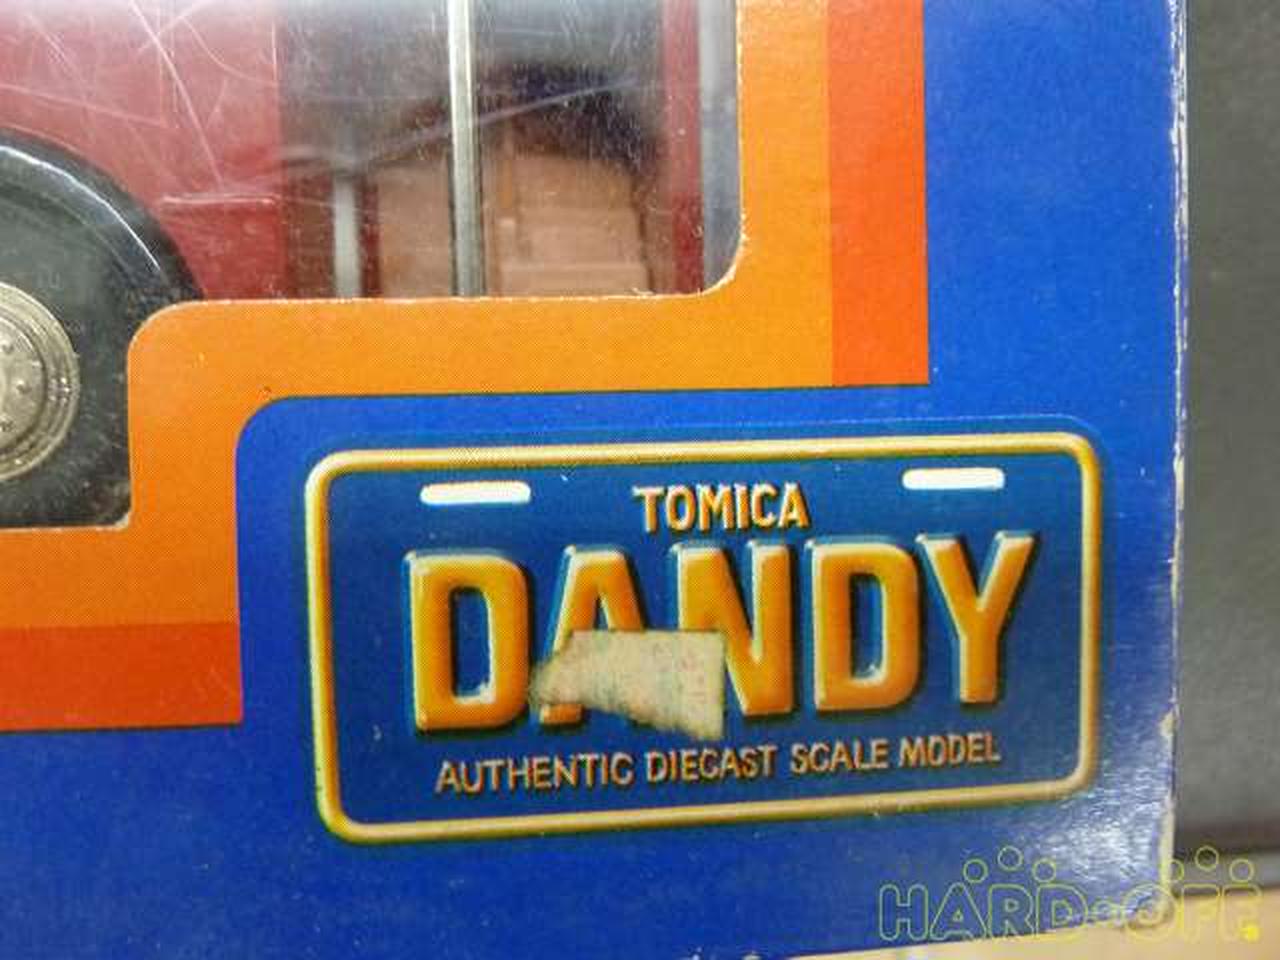 TOMICA
DANDY
AUTHENTIC DIECAST SCALE MODEL
HARD·OFF